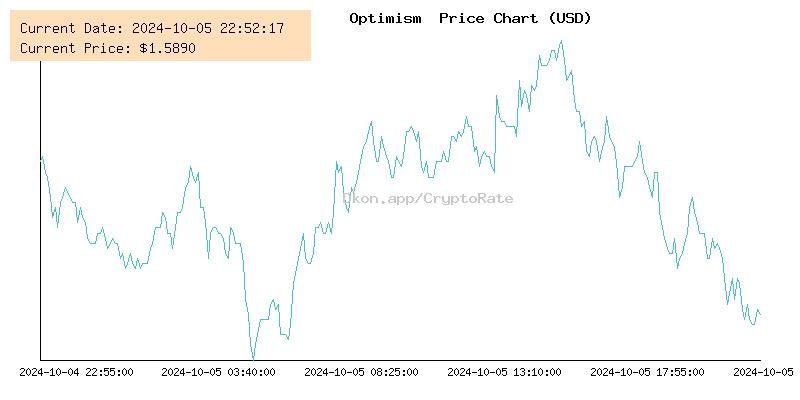 Optimism Price Chart (USD)
Current Date: 2024-10-05 22:52:17
Current Price: $1.5890
Okon.app/CryptoRate
2024-10-04 22:55:00 2024-10-05 03:40:00 2024-10-05 08:25:00 2024-10-05 13:10:00 2024-10-05 17:55:00 2024-10-05